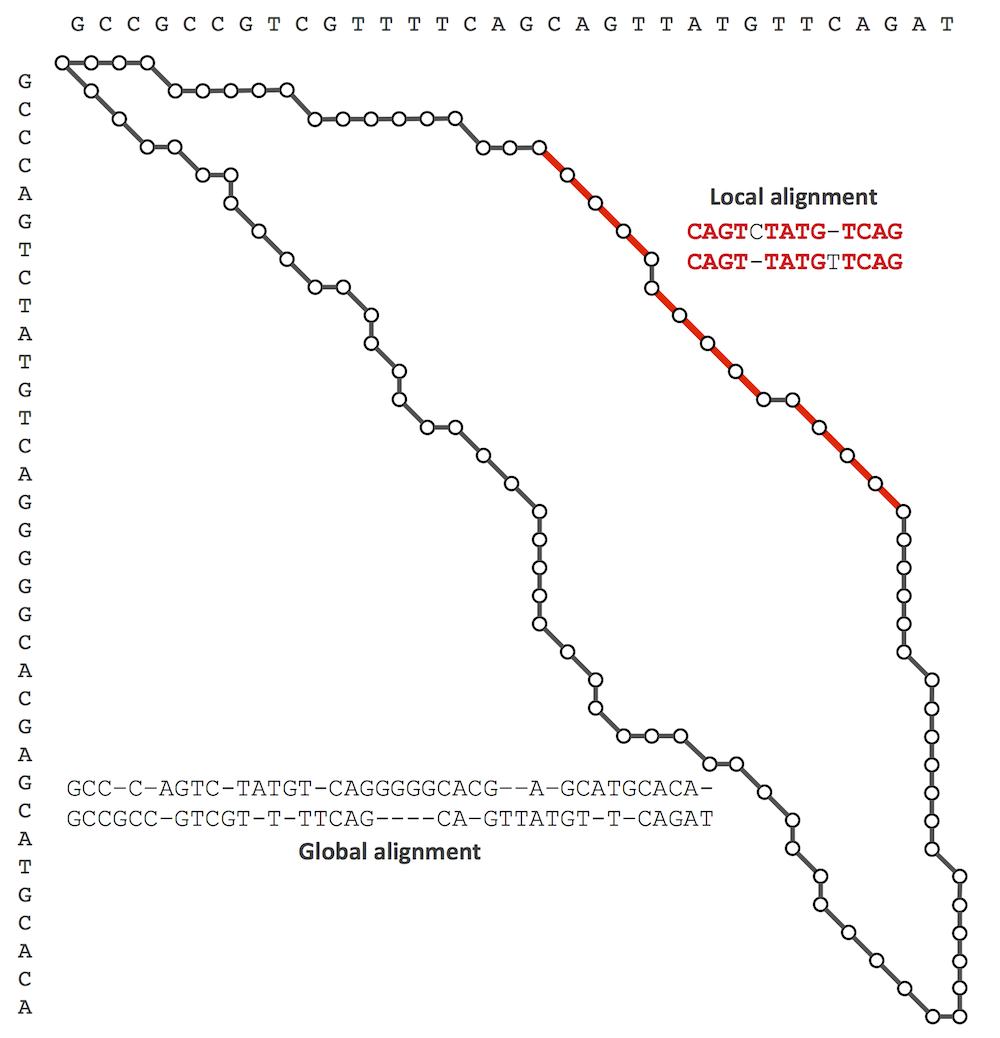 G C C G C C G T C G T T T T C A G C A G T T A T G T T C A G A T
G
C
C
C
A
G
T
C
T
A
T
G
T
C
A
G
G
G
G
G
C
A
C
G
A
G
C
A
T
G
C
A
C
A
Local alignment
CAGTCTATG-TCAG
CAGT-TATGTTCAG
GCC-C-AGTC-TATGT-CAGGGGGCACG--A-GCATGCACA-
GCCGCC-GTCGT-T-TTCAG----CA-GTTATGT-T-CAGAT
Global alignment